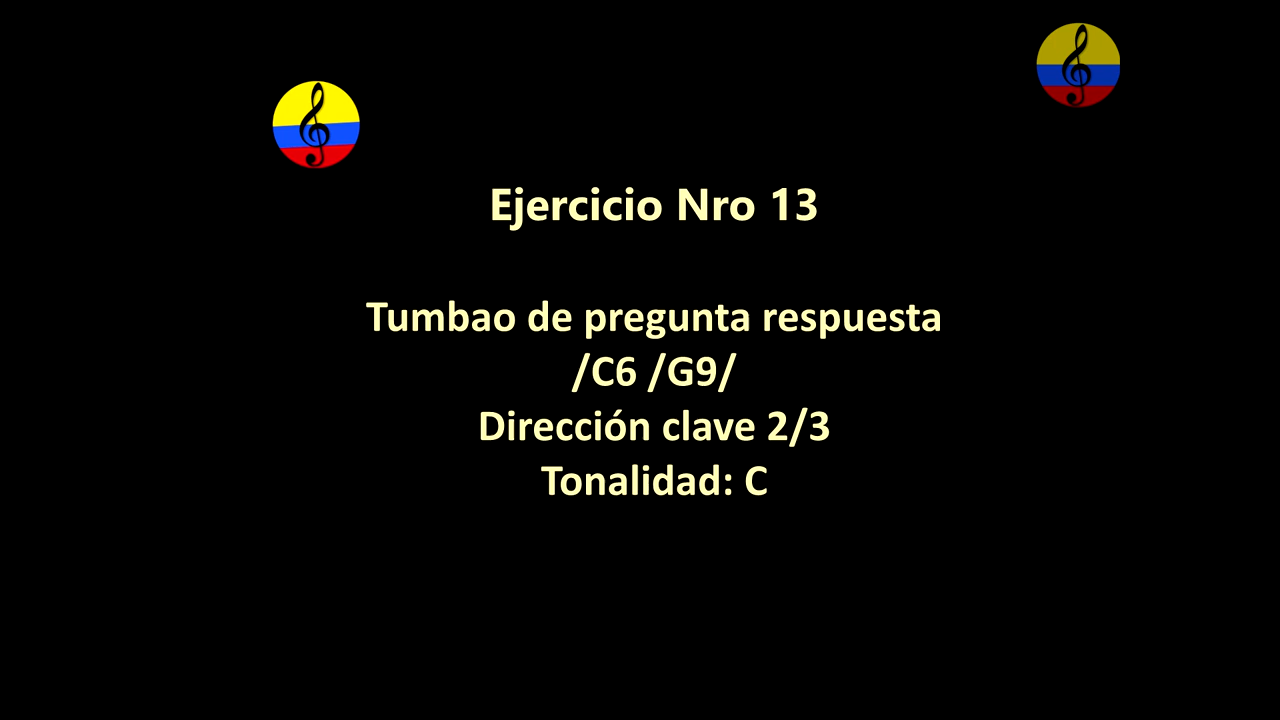 Ejercicio Nro 13
Tumbao de pregunta respuesta
/C6 /G9/
Dirección clave 2/3
Tonalidad: C